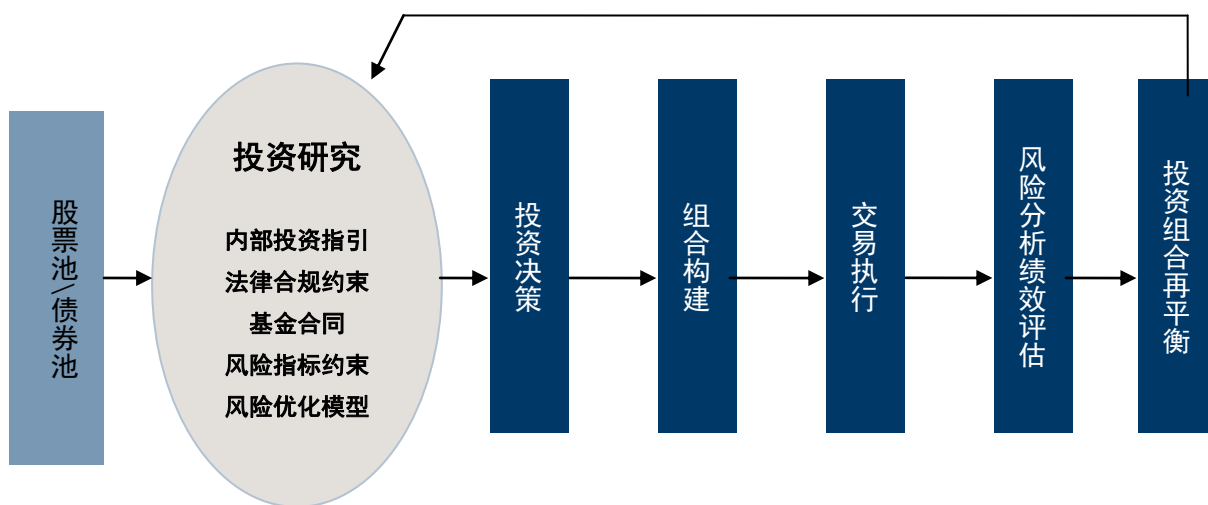 股票池/债券池
投资研究
内部投资指引
法律合规约束
基金合同
风险指标约束
风险优化模型
投资决策
组合构建
交易执行
风险分析绩效评估
投资组合再平衡